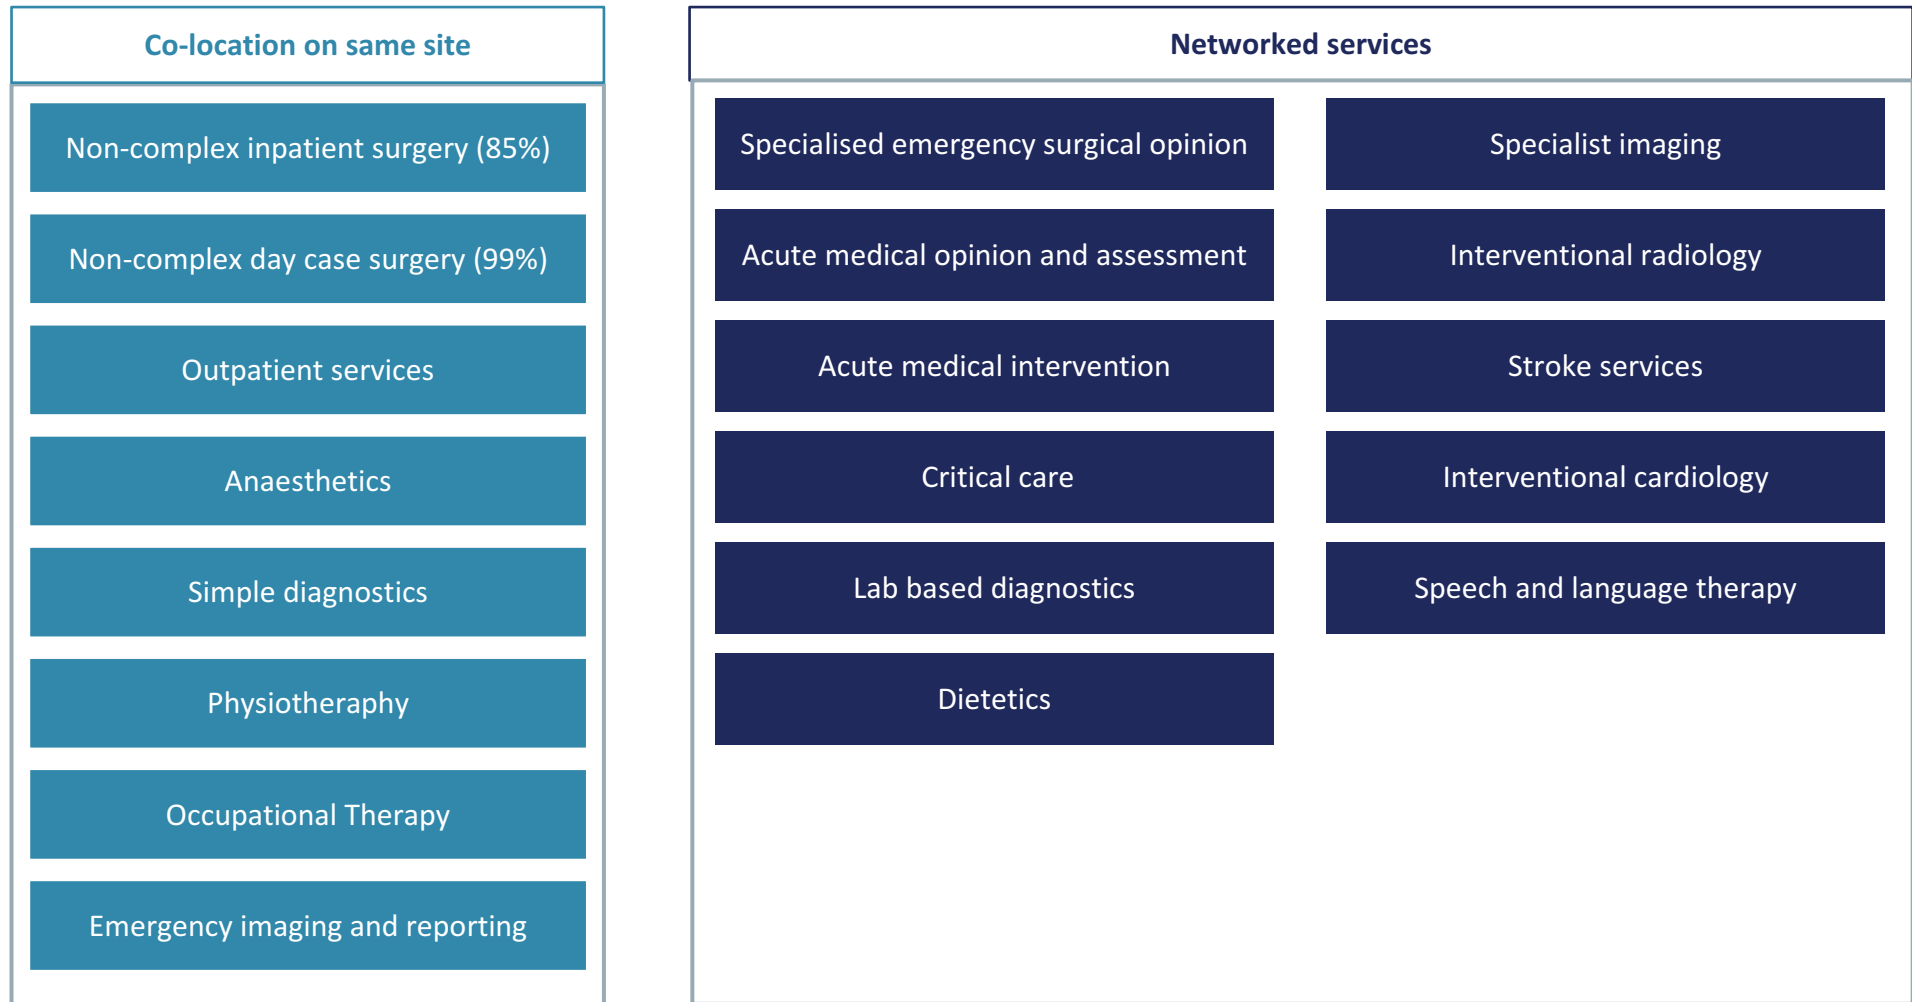 Co-location on same site
Non-complex inpatient surgery (85%)
Non-complex day case surgery (99%)
Outpatient services
Anaesthetics
Simple diagnostics
Physiotheraphy
Occupational Therapy
Emergency imaging and reporting
Networked services
Specialised emergency surgical opinion
Acute medical opinion and assessment
Acute medical intervention
Critical care
Lab based diagnostics
Dietetics
Specialist imaging
Interventional radiology
Stroke services
Interventional cardiology
Speech and language therapy